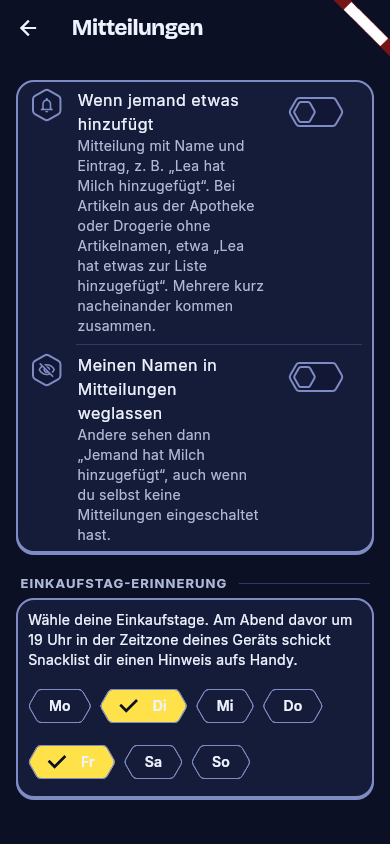 Mitteilungen
Wenn jemand etwas
hinzufügt
Mitteilung mit Name und
Eintrag, z. B. „Lea hat
Milch hinzugefügt“. Bei
Artikeln aus der Apotheke
oder Drogerie ohne
Artikelnamen, etwa „Lea
hat etwas zur Liste
hinzugefügt“. Mehrere kurz
nacheinander kommen
zusammen.
Meinen Namen in
Mitteilungen
weglassen
Andere sehen dann
„Jemand hat Milch
hinzugefügt“, auch wenn
du selbst keine
Mitteilungen eingeschaltet
hast.
EINKAUFSTAG-ERINNERUNG
Wähle deine Einkaufstage. Am Abend davor um
19 Uhr in der Zeitzone deines Geräts schickt
Snacklist dir einen Hinweis aufs Handy.
Mo Di Mi Do
Fr Sa So